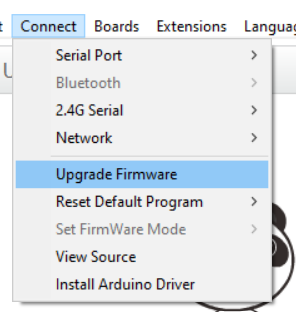 Connect Boards Extensions
Serial Port
Bluetooth
2.4G Serial
Network
Upgrade Firmware
Reset Default Program
Set FirmWare Mode
View Source
Install Arduino Driver